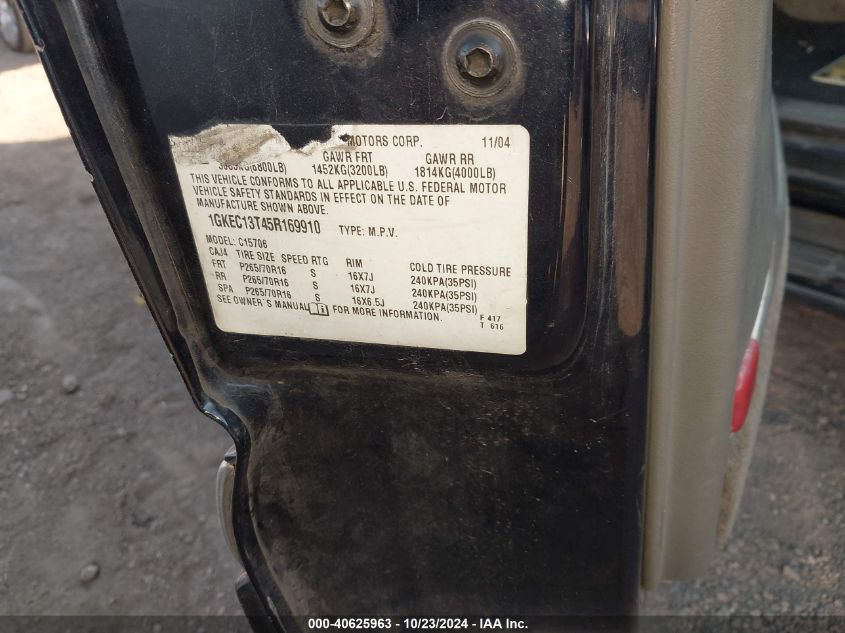 MOTORS CORP. 11/04
GAWR FRT GAWR RR
1452KG(3200LB) 1814KG(4000LB)
THIS VEHICLE CONFORMS TO ALL APPLICABLE U.S. FEDERAL MOTOR
VEHICLE SAFETY STANDARDS IN EFFECT ON THE DATE OF
MANUFACTURE SHOWN ABOVE.
1GKEC13T45R169910 TYPE: M.P.V.
MODEL: C15706
CAJ4 TIRE SIZE SPEED RTG RIM COLD TIRE PRESSURE
FRT P265/70R16 S 16X7J 240KPA(35PSI)
RR P265/70R16 S 16X7J 240KPA(35PSI)
SPA P265/70R16 S 16X6.5J 240KPA(35PSI)
SEE OWNER'S MANUAL FOR MORE INFORMATION.
F 417
T 616
000-40625963 - 10/23/2024 - IAA Inc.